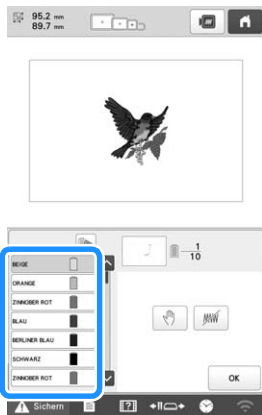 95.2 mm
89.7 mm
1
10
BEIGE
ORANGE
ZINNOBER ROT
BLAU
BERLINER BLAU
SCHWARZ
ZINNOBER ROT
OK
Sichern